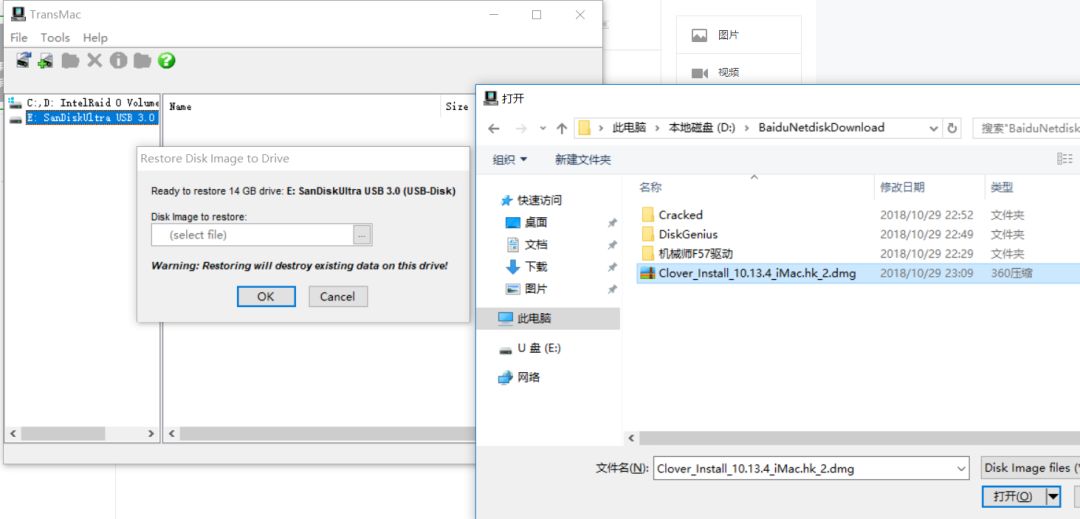 TransMac
File Tools Help
C:,D: IntelRaid 0 Volume
E: SanDiskUltra USB 3.0
Name
Size
Restore Disk Image to Drive
Ready to restore 14 GB drive: E: SanDiskUltra USB 3.0 (USB-Disk)
Disk Image to restore:
(select file)
...
Warning: Restoring will destroy existing data on this drive!
OK Cancel
图片
视频
打开
此电脑 > 本地磁盘 (D:) > BaiduNetdiskDownload
搜索"BaiduNetdisk
组织 新建文件夹
快速访问
桌面
文档
下载
图片
此电脑
U 盘 (E:)
网络
名称 修改日期 类型
Cracked 2018/10/29 22:52 文件夹
DiskGenius 2018/10/29 22:49 文件夹
机械师F57驱动 2018/10/29 22:29 文件夹
Clover_Install_10.13.4_iMac.hk_2.dmg 2018/10/29 23:09 360压缩
文件名(N): Clover_Install_10.13.4_iMac.hk_2.dmg
Disk Image files (
打开(O)